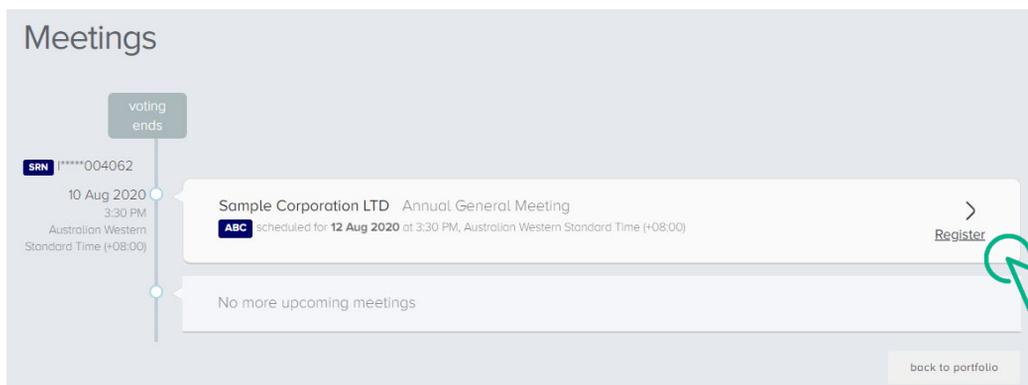 Meetings
voting
ends
SRN I*****004062
10 Aug 2020
3:30 PM
Australian Western
Standard Time (+08:00)
Sample Corporation LTD Annual General Meeting
ABC scheduled for 12 Aug 2020 at 3:30 PM, Australian Western Standard Time (+08:00)
Register
No more upcoming meetings
back to portfolio